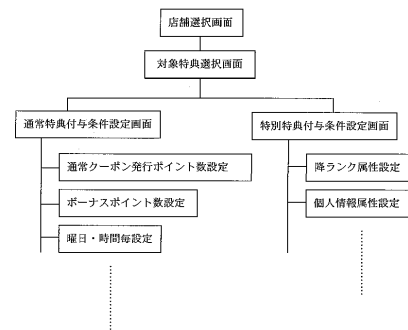 店舗選択画面
対象特典選択画面
通常特典付与条件設定画面
特別特典付与条件設定画面
通常クーポン発行ポイント数設定
降ランク属性設定
ボーナスポイント数設定
個人情報属性設定
曜日・時間毎設定